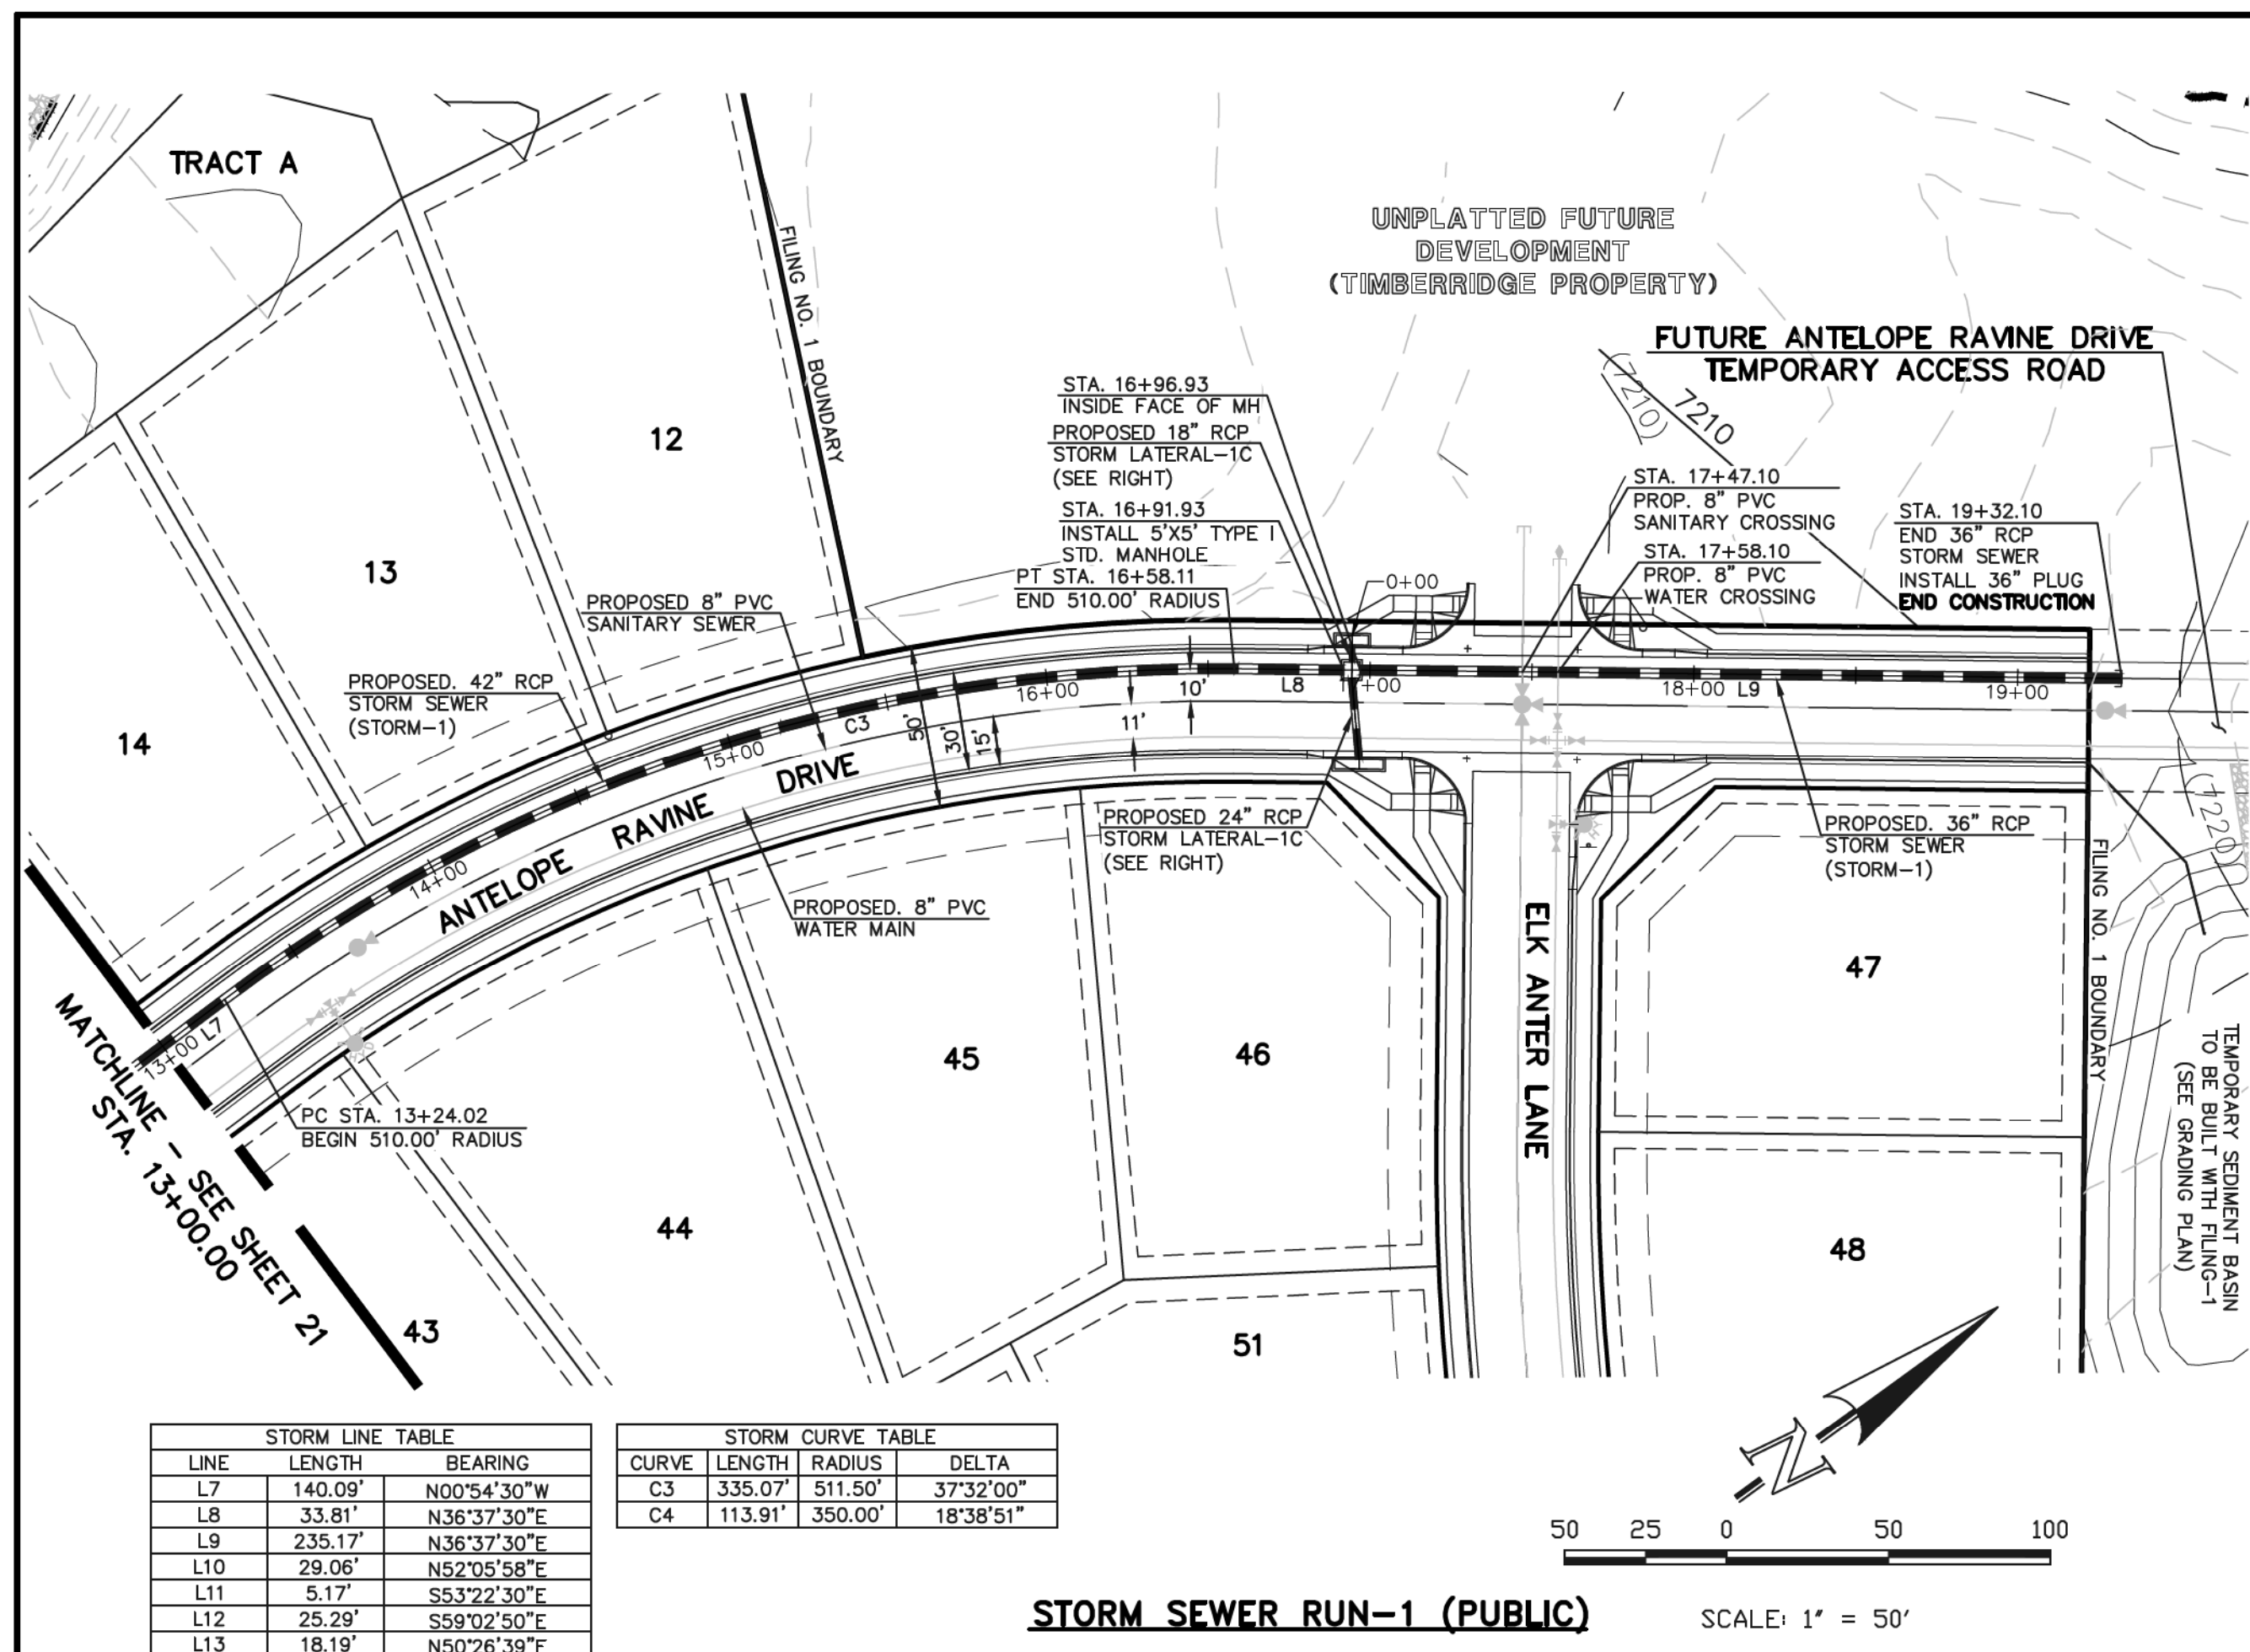 TRACT A
UNPLATTED FUTURE
DEVELOPMENT
(TIMBERRIDGE PROPERTY)
FUTURE ANTELOPE RAVINE DRIVE
TEMPORARY ACCESS ROAD
(7210)
7210
FILING NO. 1 BOUNDARY
12
13
14
STA. 16+96.93
INSIDE FACE OF MH
PROPOSED 18" RCP
STORM LATERAL-1C
(SEE RIGHT)
STA. 16+91.93
INSTALL 5'X5' TYPE I
STD. MANHOLE
PT STA. 16+58.11
END 510.00' RADIUS
0+00
STA. 17+47.10
PROP. 8" PVC
SANITARY CROSSING
STA. 17+58.10
PROP. 8" PVC
WATER CROSSING
STA. 19+32.10
END 36" RCP
STORM SEWER
INSTALL 36" PLUG
END CONSTRUCTION
PROPOSED 8" PVC
SANITARY SEWER
PROPOSED. 42" RCP
STORM SEWER
(STORM-1)
13+00
L7
14+00
15+00
C3
16+00
10'
L8
+00
18+00
L9
19+00
50'
30'
15'
11'
ANTELOPE RAVINE DRIVE
PROPOSED 24" RCP
STORM LATERAL-1C
(SEE RIGHT)
PROPOSED. 36" RCP
STORM SEWER
(STORM-1)
PROPOSED. 8" PVC
WATER MAIN
(7220)
FILING NO. 1 BOUNDARY
ELK ANTER LANE
MATCHLINE - SEE SHEET 21
STA. 13+00.00
PC STA. 13+24.02
BEGIN 510.00' RADIUS
43
44
45
46
47
48
51
TEMPORARY SEDIMENT BASIN
TO BE BUILT WITH FILING-1
(SEE GRADING PLAN)
N
STORM LINE TABLE
LINE LENGTH BEARING
L7 140.09' N00°54'30"W
L8 33.81' N36°37'30"E
L9 235.17' N36°37'30"E
L10 29.06' N52°05'58"E
L11 5.17' S53°22'30"E
L12 25.29' S59°02'50"E
L13 18.19' N50°26'39"E
STORM CURVE TABLE
CURVE LENGTH RADIUS DELTA
C3 335.07' 511.50' 37°32'00"
C4 113.91' 350.00' 18°38'51"
50 25 0 50 100
STORM SEWER RUN-1 (PUBLIC)
SCALE: 1" = 50'